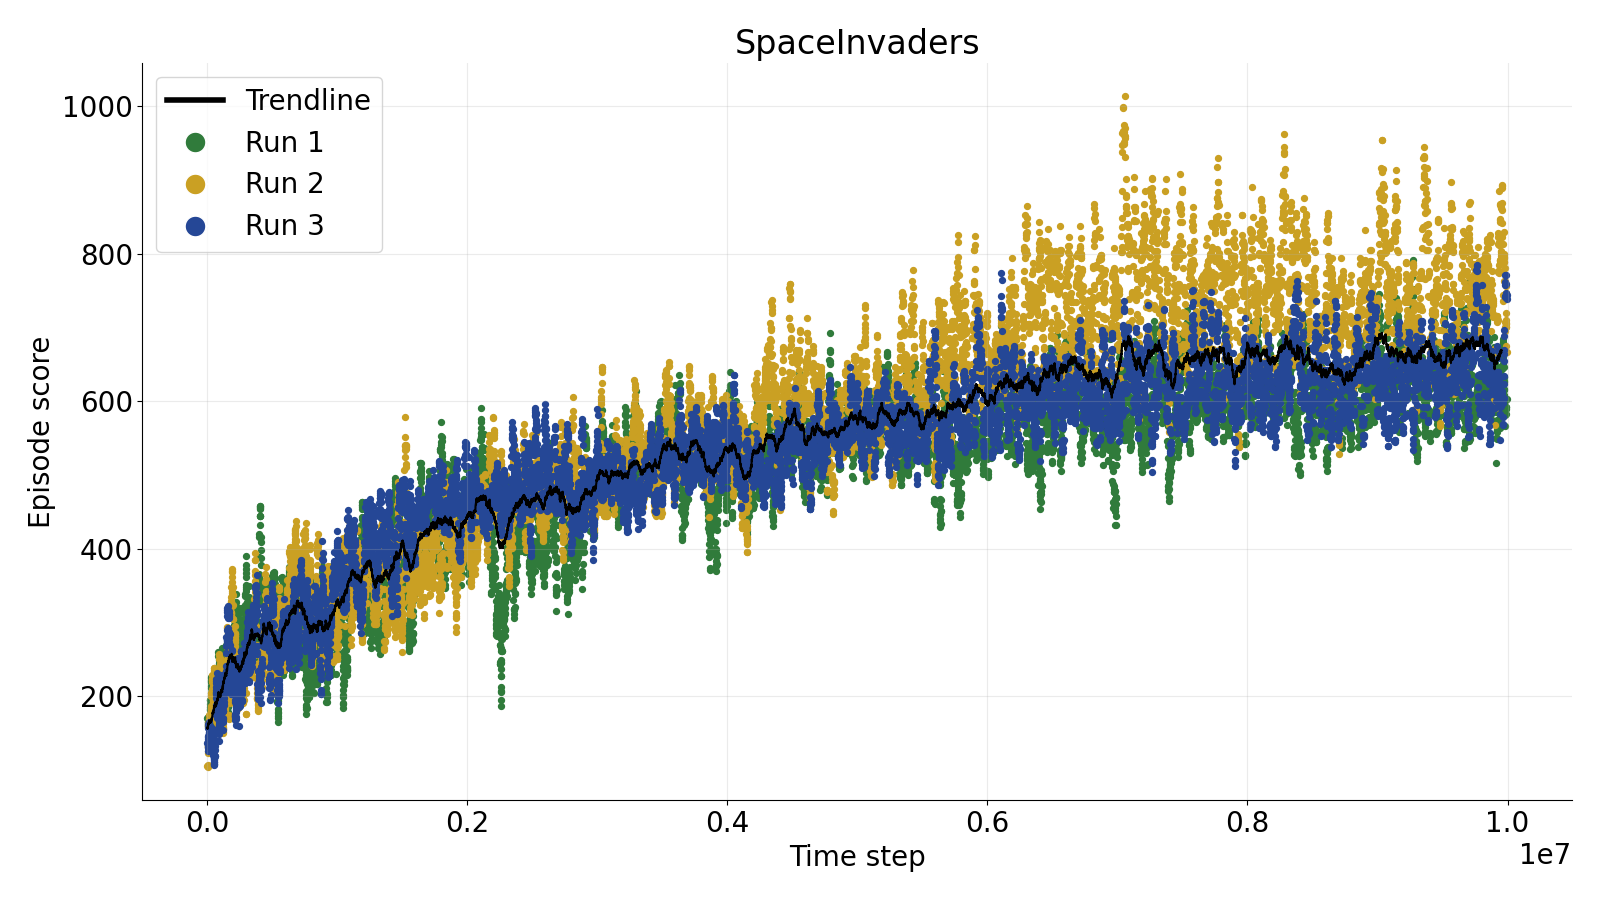 SpaceInvaders
Trendline
Run 1
Run 2
Run 3
Episode score
1000
800
600
400
200
0.0 0.2 0.4 0.6 0.8 1.0
1e7
Time step